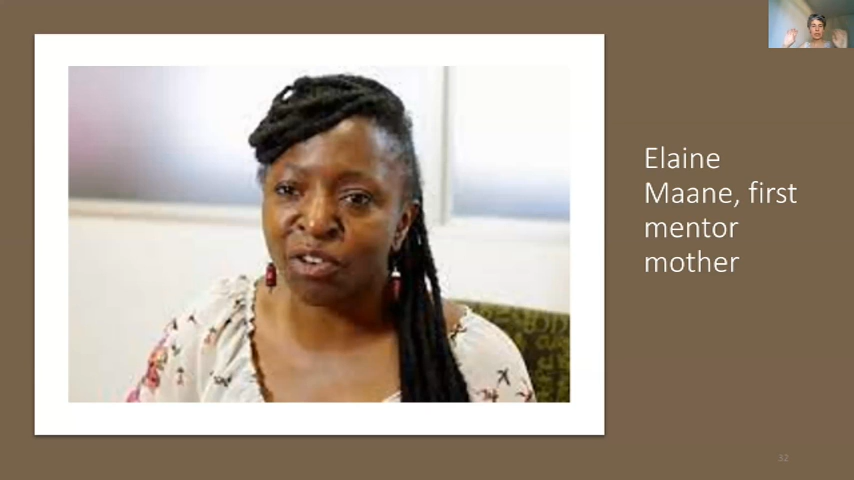 Elaine
Maane, first
mentor
mother
32